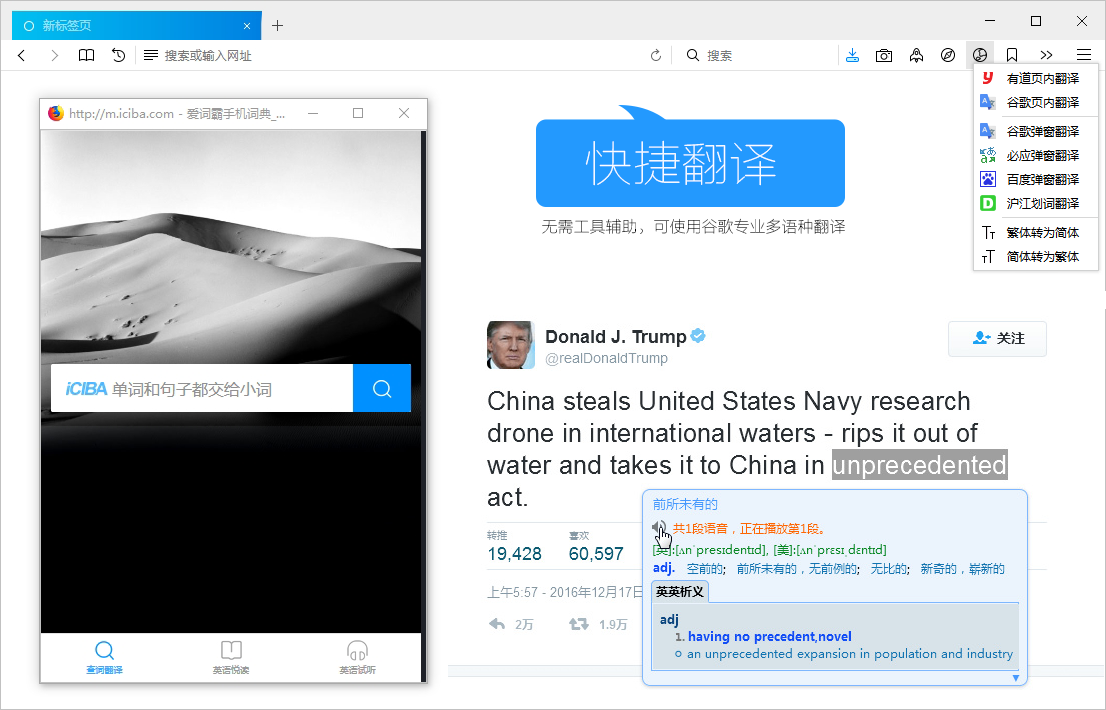 新标签页
搜索或输入网址
搜索
http://m.iciba.com - 爱词霸手机词典_...
iCIBA 单词和句子都交给小词
查词翻译
英语悦读
英语试听
快捷翻译
无需工具辅助，可使用谷歌专业多语种翻译
有道页内翻译
谷歌页内翻译
谷歌弹窗翻译
必应弹窗翻译
百度弹窗翻译
沪江划词翻译
繁体转为简体
简体转为繁体
Donald J. Trump
@realDonaldTrump
关注
China steals United States Navy research
drone in international waters - rips it out of
water and takes it to China in unprecedented
act.
转推 喜欢
19,428 60,597
上午5:57 - 2016年12月17日
2万 1.9万
前所未有的
共1段语音，正在播放第1段。
[英]:[ʌnˈpresɪdentɪd], [美]:[ʌnˈprɛsɪˌdɛntɪd]
adj. 空前的; 前所未有的，无前例的; 无比的; 新奇的，崭新的
英英析义
adj
1. having no precedent,novel
an unprecedented expansion in population and industry